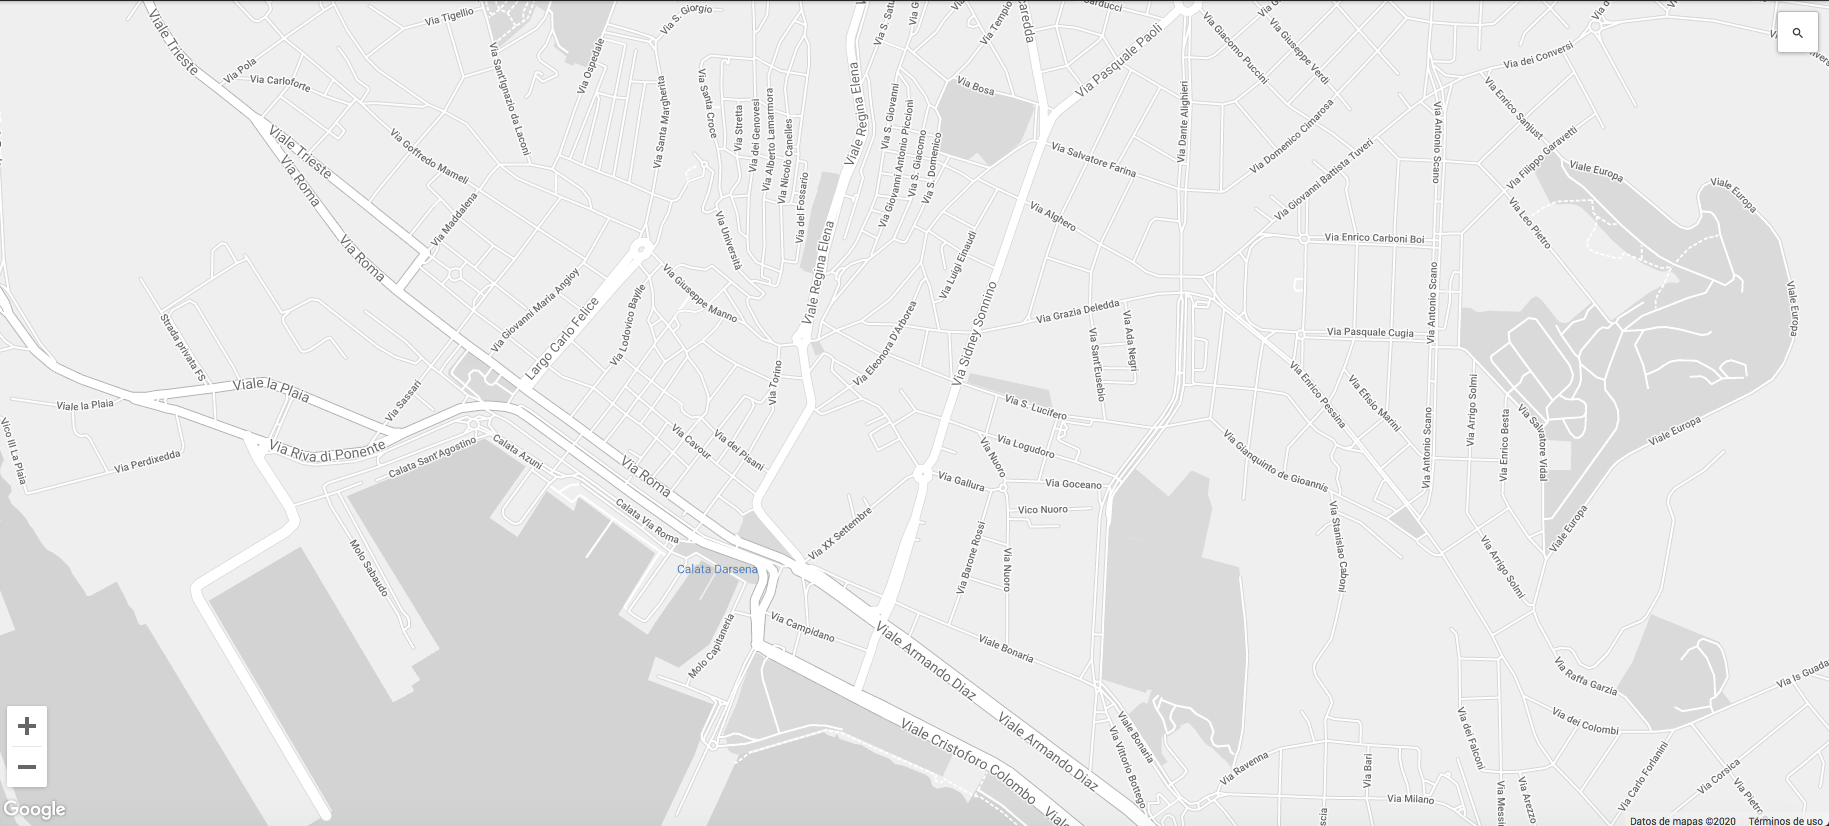 Via Tigellio
Via S. Giorgio
Viale Trieste
Via Pola
Via Carloforte
Via Sant'Ignazio da Laconi
Via Ospedale
Via Santa Margherita
Via Santa Croce
Via Stretta
Via dei Genovesi
Via Alberto Lamarmora
Via Nicolò Canelles
Via del Fossario
Viale Regina Elena
Via S. Giovanni
Via Giovanni Antonio Piccioni
Via S. Giacomo
Via S. Domenico
Via Bosa
Via Pasquale Paoli
Via Giacomo Puccini
Via Giuseppe Verdi
Via Dante Alighieri
Via Domenico Cimarosa
Via Giovanni Battista Tuveri
Via Antonio Scano
Via dei Conversi
Via Enrico Sanjust
Via Filippo Garavetti
Viale Europa
Viale Europa
Via Leo Pietro
Viale Trieste
Via Roma
Via Goffredo Mameli
Via Maddalena
Via Roma
Via Università
Via Salvatore Farina
Via Alghero
Via Luigi Einaudi
Via Enrico Carboni Boi
Via Giovanni Maria Angioy
Largo Carlo Felice
Via Lodovico Baylle
Via Giuseppe Manno
Viale Regina Elena
Via Eleonora D'Arborea
Via Sidney Sonnino
Via Grazia Deledda
Via Sant'Eusebio
Via Ada Negri
Via Antonio Scano
Via Pasquale Cugia
Viale Europa
Strada privata FS
Viale la Plaia
Viale la Plaia
Via Sassari
Via Torino
Via S. Lucifero
Via Enrico Pessina
Via Efisio Marini
Via Arrigo Solmi
Via Enrico Besta
Via Salvatore Vidal
Viale Europa
Vico III La Plaia
Via Perdixedda
Via Riva di Ponente
Calata Sant'Agostino
Calata Azuni
Via Roma
Via Cavour
Via dei Pisani
Via Logudoro
Via Nuoro
Via Gallura
Via Goceano
Vico Nuoro
Via Gianquinto de Gioannis
Via Antonio Scano
Calata Via Roma
Via XX Settembre
Via Barone Rossi
Via Nuoro
Via Stanislao Caboni
Via Arrigo Solmi
Viale Europa
Molo Sabaudo
Calata Darsena
Molo Capitaneria
Via Campidano
Viale Armando Diaz
Viale Bonaria
Via Raffa Garzia
Via dei Colombi
Viale Cristoforo Colombo
Viale Armando Diaz
Viale Bonaria
Via Vittorio Bottego
Via Ravenna
Via Bari
Via Milano
Via dei Falconi
Via Arezzo
Via Carlo Forlanini
Via Corsica
Google
Datos de mapas ©2020
Términos de uso